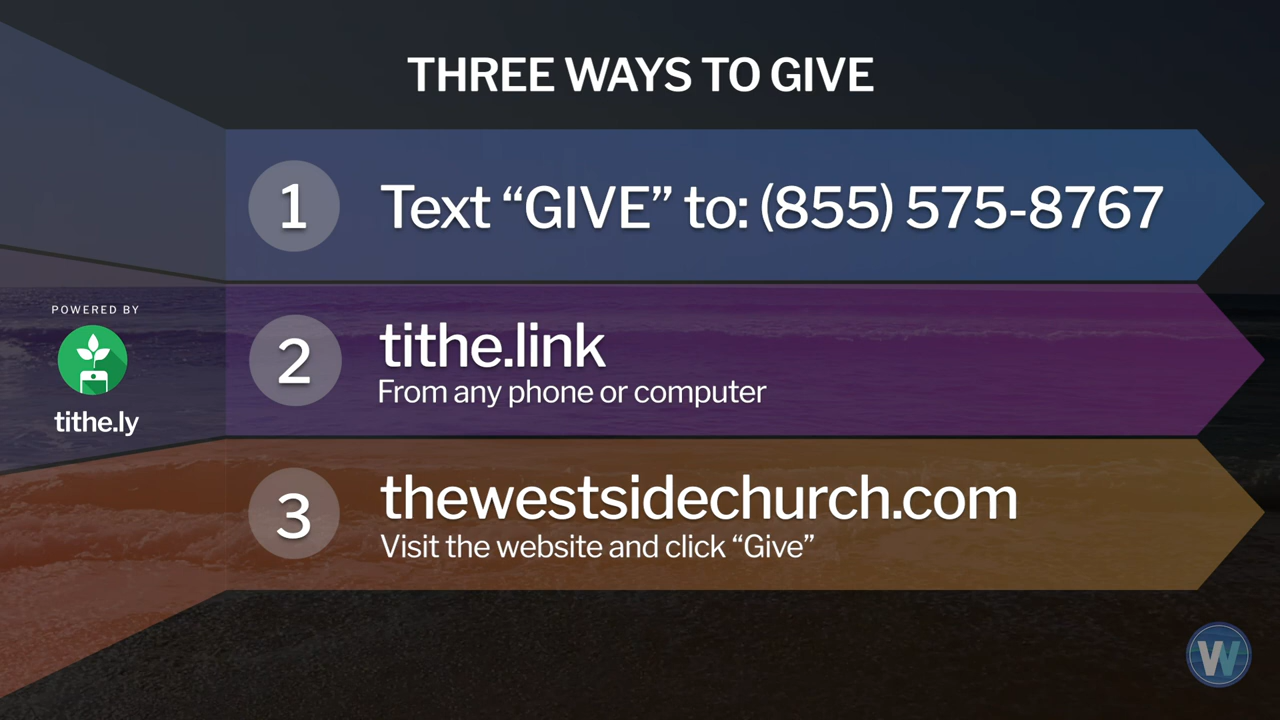 THREE WAYS TO GIVE
1
Text “GIVE” to: (855) 575-8767
2
tithe.link
From any phone or computer
3
thewestsidechurch.com
Visit the website and click “Give”
POWERED BY
tithe.ly
W